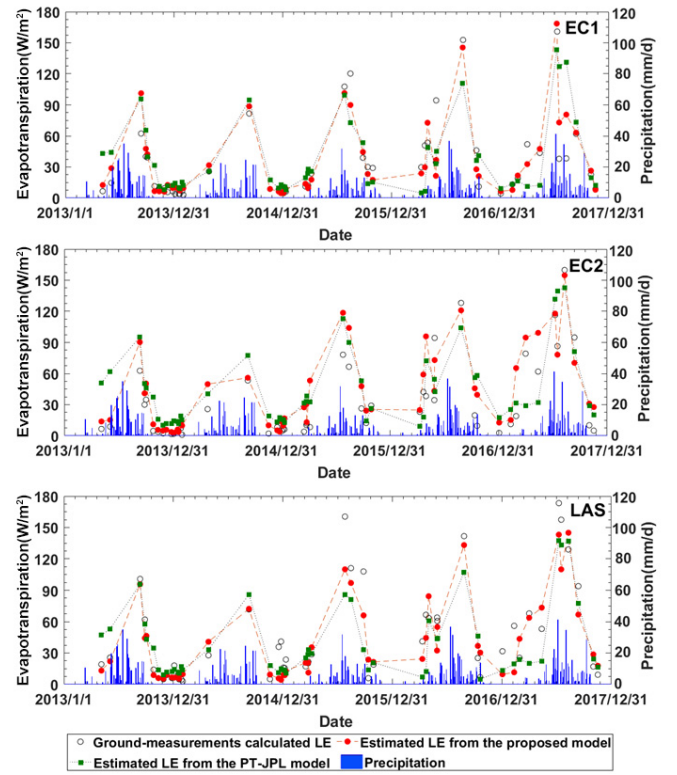 EC1
Evapotranspiration(W/m²)
Precipitation(mm/d)
180
150
120
90
60
30
0
120
100
80
60
40
20
0
2013/1/1 2013/12/31 2014/12/31 2015/12/31 2016/12/31 2017/12/31
Date
EC2
Evapotranspiration(W/m²)
Precipitation(mm/d)
180
150
120
90
60
30
0
120
100
80
60
40
20
0
2013/1/1 2013/12/31 2014/12/31 2015/12/31 2016/12/31 2017/12/31
Date
LAS
Evapotranspiration(W/m²)
Precipitation(mm/d)
180
150
120
90
60
30
0
120
100
80
60
40
20
0
2013/1/1 2013/12/31 2014/12/31 2015/12/31 2016/12/31 2017/12/31
Date
Ground-measurements calculated LE Estimated LE from the proposed model
Estimated LE from the PT-JPL model Precipitation